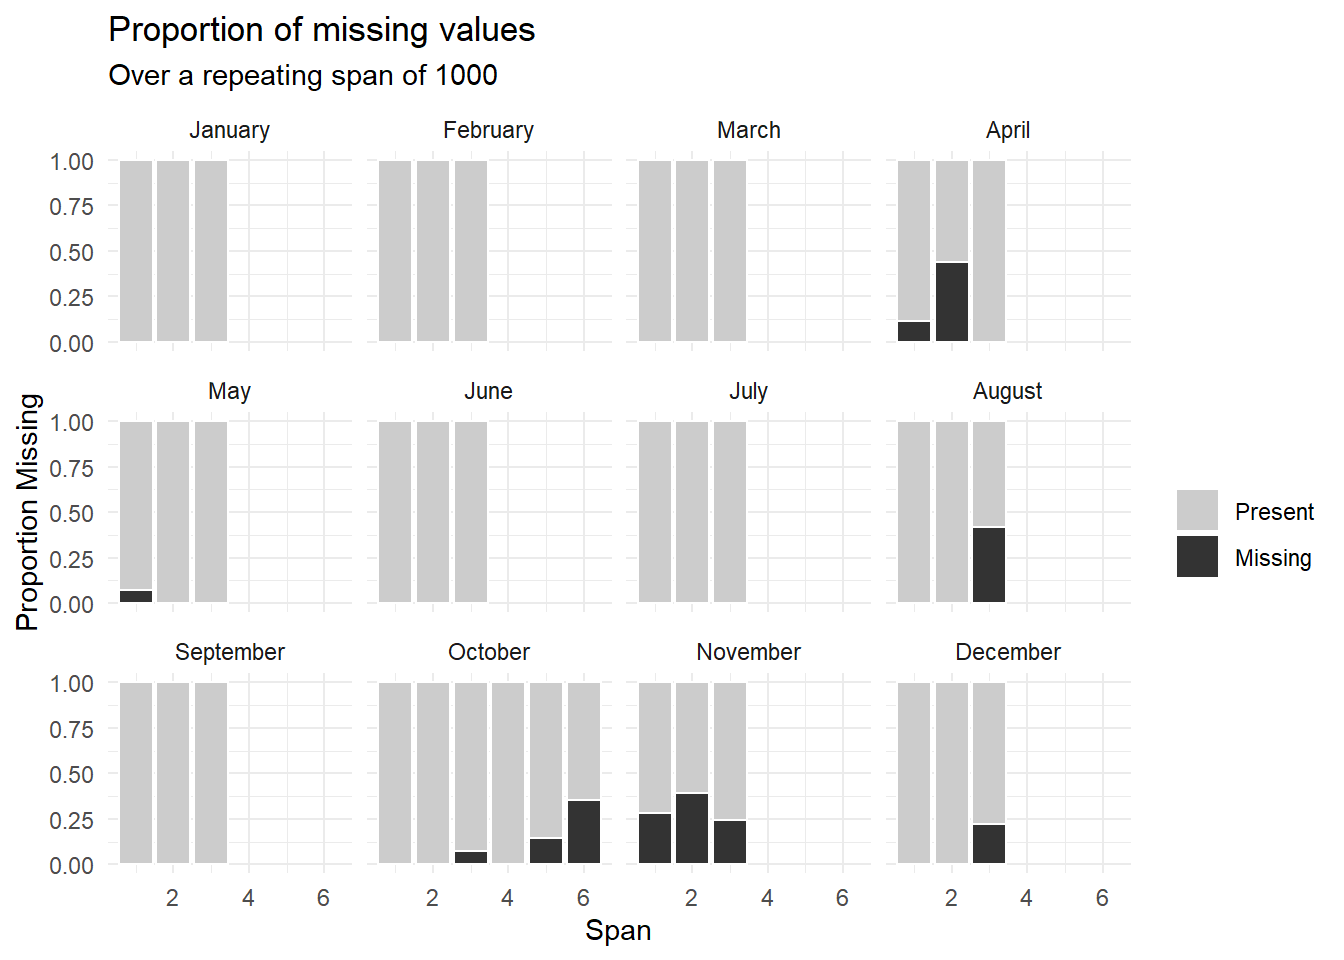 Proportion of missing values
Over a repeating span of 1000
January February March April
1.00
0.75
0.50
0.25
0.00
May June July August
1.00
0.75
0.50
0.25
0.00
September October November December
1.00
0.75
0.50
0.25
0.00
2 4 6 2 4 6 2 4 6 2 4 6
Span
Proportion Missing
Present
Missing